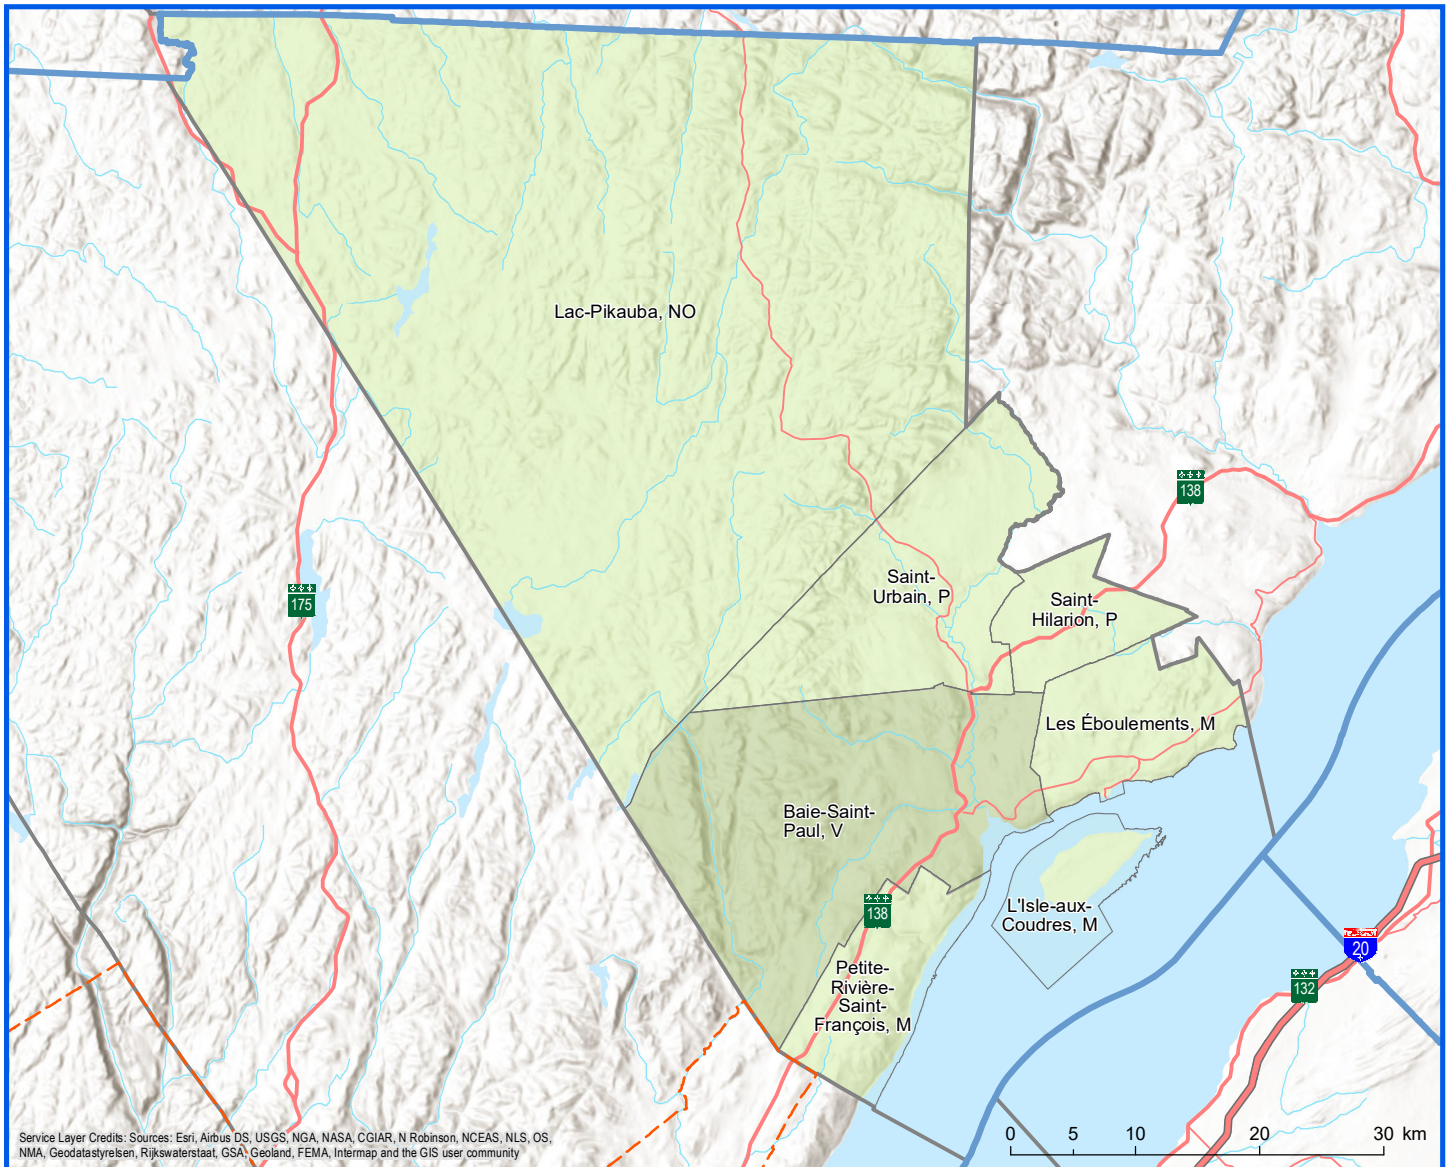 Lac-Pikauba, NO
138
Saint-
Urbain, P
175
Saint-
Hilarion, P
Les Éboulements, M
Baie-Saint-
Paul, V
138
L'Isle-aux-
Coudres, M
20
Petite-
Rivière-
Saint-
François, M
132
0 5 10 20 30 km
Service Layer Credits: Sources: Esri, Airbus DS, USGS, NGA, NASA, CGIAR, N Robinson, NCEAS, NLS, OS,
NMA, Geodatastyrelsen, Rijkswaterstaat, GSA, Geoland, FEMA, Intermap and the GIS user community